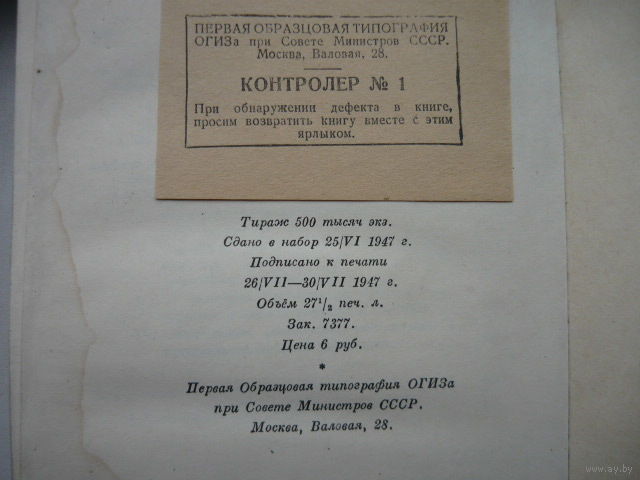 ПЕРВАЯ ОБРАЗЦОВАЯ ТИПОГРАФИЯ
ОГИЗа при Совете Министров СССР.
Москва, Валовая, 28.
КОНТРОЛЕР № 1
При обнаружении дефекта в книге,
просим возвратить книгу вместе с этим
ярлыком.
Тираж 500 тысяч экз.
Сдано в набор 25/VI 1947 г.
Подписано к печати
26/VII—30/VII 1947 г.
Объём 27¹/₂ печ. л.
Зак. 7377.
Цена 6 руб.
*
Первая Образцовая типография ОГИЗа
при Совете Министров СССР.
Москва, Валовая, 28.
www.ay.by